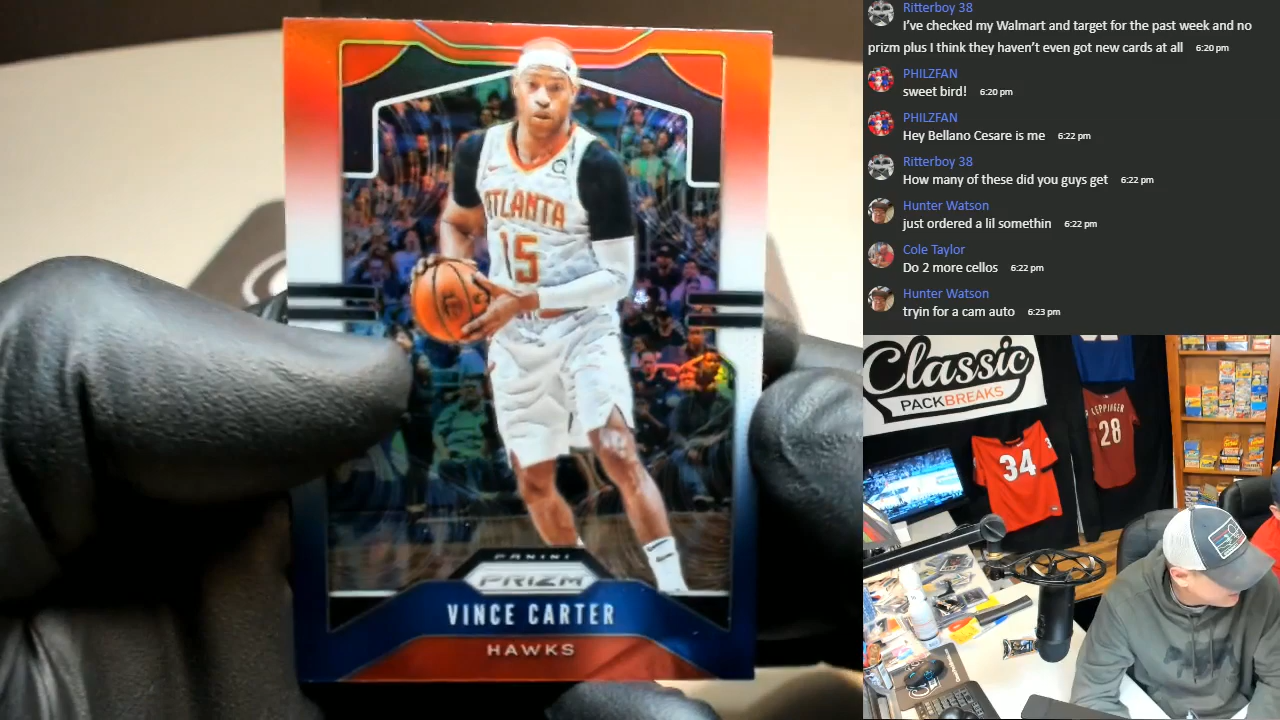 ATLANTA
15
PANINI
PRIZM
VINCE CARTER
HAWKS
Ritterboy 38
I've checked my Walmart and target for the past week and no
prizm plus I think they haven't even got new cards at all 6:20 pm
PHILZFAN
sweet bird! 6:20 pm
PHILZFAN
Hey Bellano Cesare is me 6:22 pm
Ritterboy 38
How many of these did you guys get 6:22 pm
Hunter Watson
just ordered a lil somethin 6:22 pm
Cole Taylor
Do 2 more cellos 6:22 pm
Hunter Watson
tryin for a cam auto 6:23 pm
Classic
PACKBREAKS
34
28